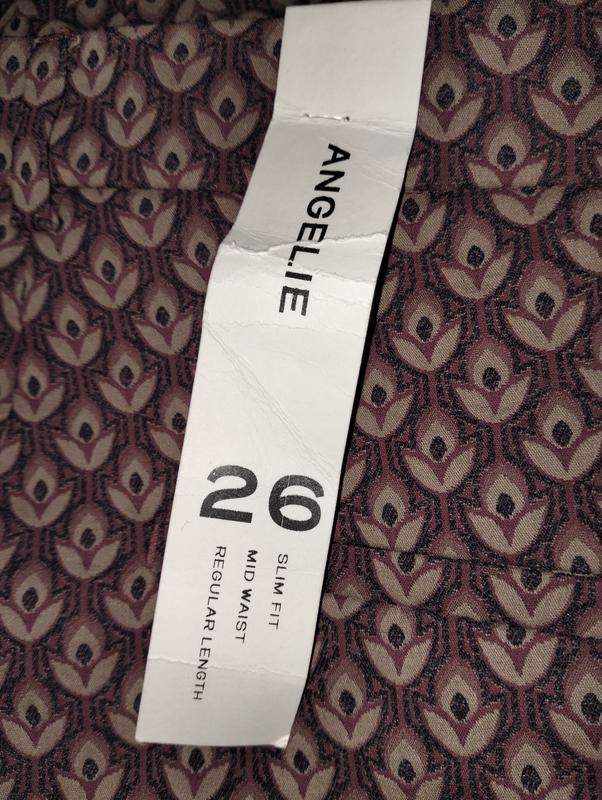 ANGELIE
26
SLIM FIT
MID WAIST
REGULAR LENGTH